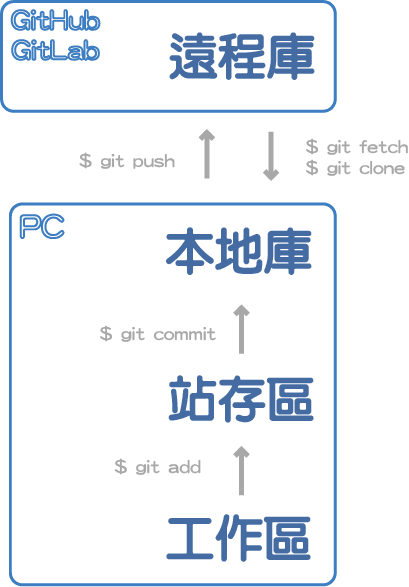 GitHub
GitLab
遠程庫
$ git push
$ git fetch
$ git clone
PC
本地庫
$ git commit
站存區
$ git add
工作區